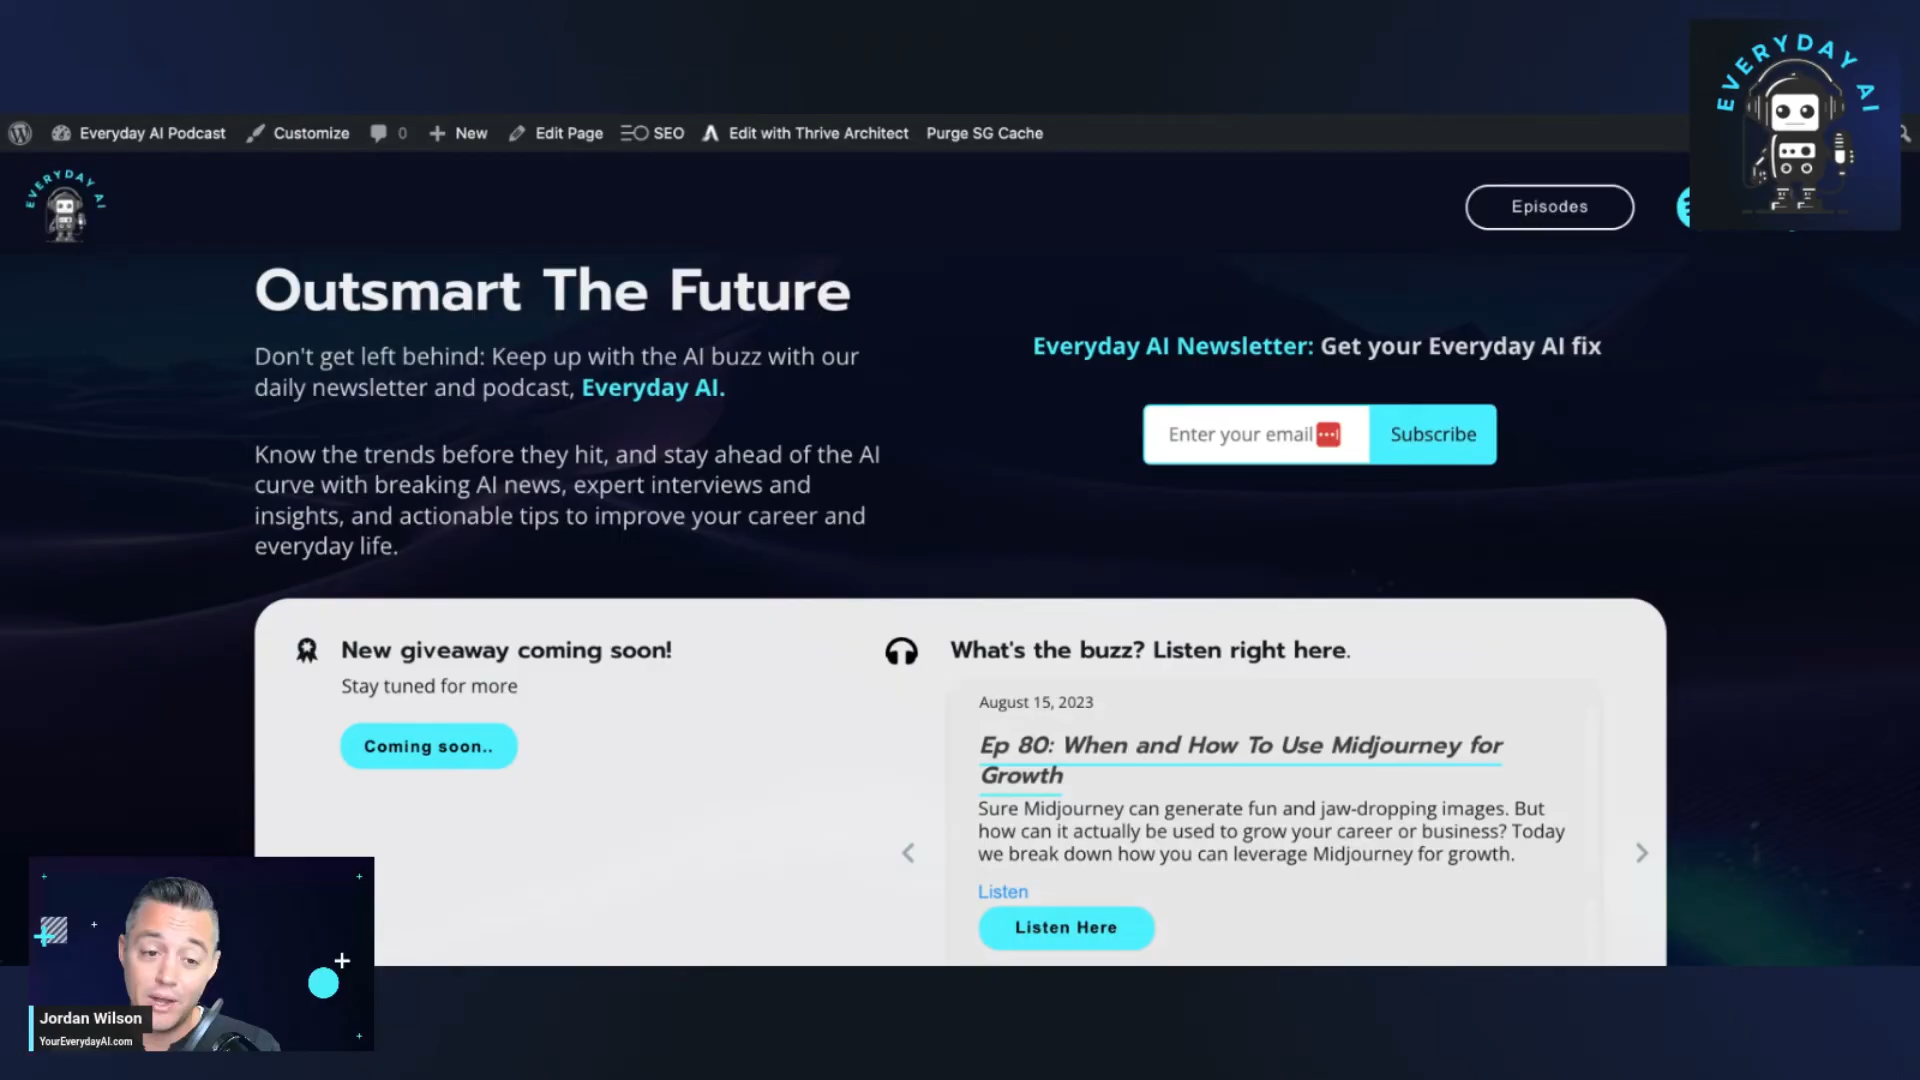 EVERYDAY AI
Everyday AI Podcast
Customize
0
New
Edit Page
SEO
Edit with Thrive Architect
Purge SG Cache
EVERYDAY AI
Episodes
Outsmart The Future
Don't get left behind: Keep up with the AI buzz with our
daily newsletter and podcast, Everyday AI.
Know the trends before they hit, and stay ahead of the AI
curve with breaking AI news, expert interviews and
insights, and actionable tips to improve your career and
everyday life.
Everyday AI Newsletter: Get your Everyday AI fix
Enter your email
Subscribe
New giveaway coming soon!
Stay tuned for more
Coming soon..
What's the buzz? Listen right here.
August 15, 2023
Ep 80: When and How To Use Midjourney for
Growth
Sure Midjourney can generate fun and jaw-dropping images. But
how can it actually be used to grow your career or business? Today
we break down how you can leverage Midjourney for growth.
Listen
Listen Here
Jordan Wilson
YourEverydayAI.com